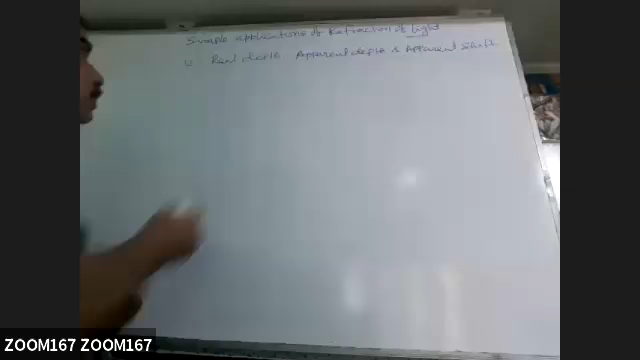 Simple applications of Refraction of Light
1) Real depth Apparent depth & Apparent shift
ZOOM167 ZOOM167